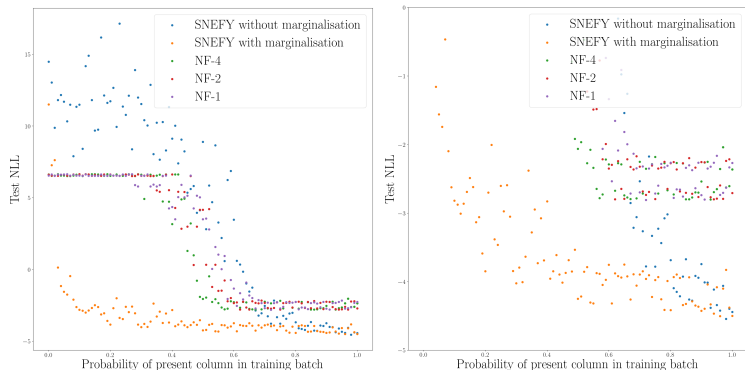 SNEFY without marginalisation
SNEFY with marginalisation
NF-4
NF-2
NF-1
15
10
5
0
−5
Test NLL
0.0 0.2 0.4 0.6 0.8 1.0
Probability of present column in training batch
SNEFY without marginalisation
SNEFY with marginalisation
NF-4
NF-2
NF-1
0
−1
−2
−3
−4
−5
Test NLL
0.0 0.2 0.4 0.6 0.8 1.0
Probability of present column in training batch